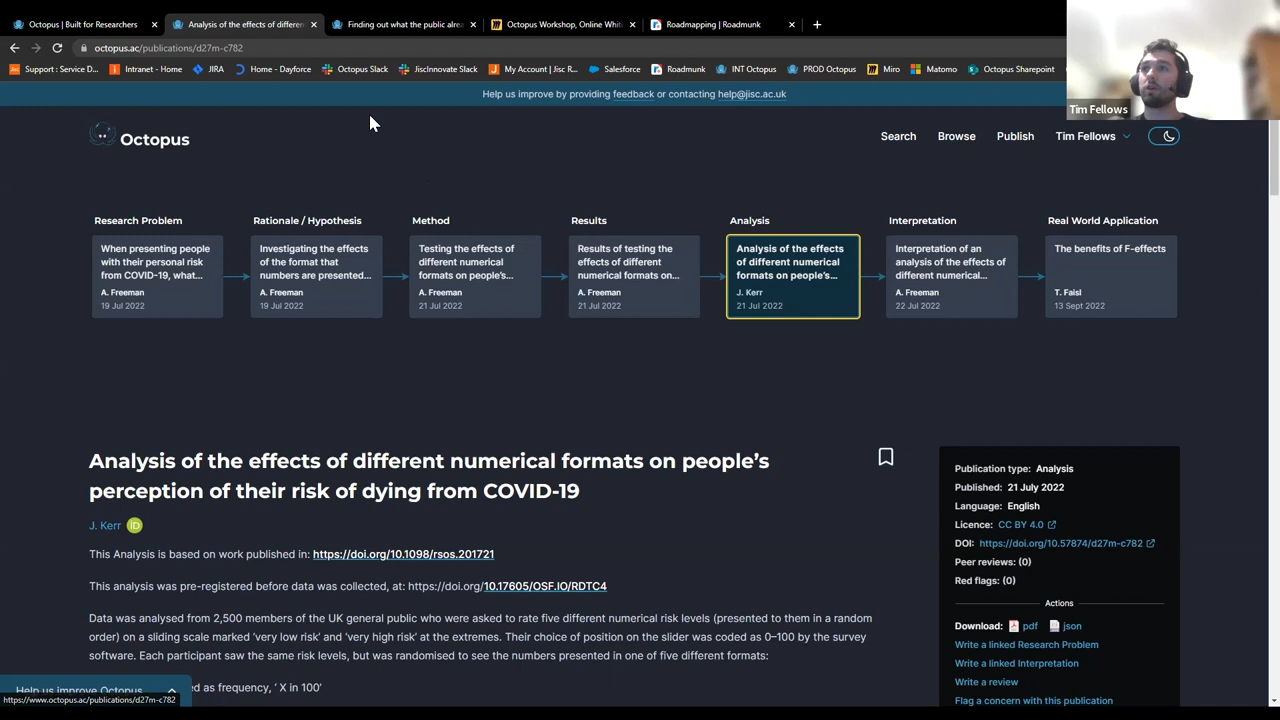 Octopus | Built for Researchers
Analysis of the effects of differen
Finding out what the public alrea
Octopus Workshop, Online Whit
Roadmapping | Roadmunk
octopus.ac/publications/d27m-c782
Support : Service D...
Intranet - Home
JIRA
Home - Dayforce
Octopus Slack
JiscInnovate Slack
My Account | Jisc R...
Salesforce
Roadmunk
INT Octopus
PROD Octopus
Miro
Matomo
Octopus Sharepoint
Tim Fellows
Help us improve by providing feedback or contacting help@jisc.ac.uk
Octopus
Search
Browse
Publish
Tim Fellows
Research Problem
When presenting people
with their personal risk
from COVID-19, what...
A. Freeman
19 Jul 2022
Rationale / Hypothesis
Investigating the effects
of the format that
numbers are presented...
A. Freeman
19 Jul 2022
Method
Testing the effects of
different numerical
formats on people's...
A. Freeman
21 Jul 2022
Results
Results of testing the
effects of different
numerical formats on...
A. Freeman
21 Jul 2022
Analysis
Analysis of the effects
of different numerical
formats on people's...
J. Kerr
21 Jul 2022
Interpretation
Interpretation of an
analysis of the effects
of different numerical...
A. Freeman
22 Jul 2022
Real World Application
The benefits of F-effects
T. Faisl
13 Sept 2022
Analysis of the effects of different numerical formats on people's
perception of their risk of dying from COVID-19
J. Kerr iD
This Analysis is based on work published in: https://doi.org/10.1098/rsos.201721
This analysis was pre-registered before data was collected, at: https://doi.org/10.17605/OSF.IO/RDTC4
Data was analysed from 2,500 members of the UK general public who were asked to rate five different numerical risk levels (presented to them in a random
order) on a sliding scale marked 'very low risk' and 'very high risk' at the extremes. Their choice of position on the slider was coded as 0–100 by the survey
software. Each participant saw the same risk levels, but was randomised to see the numbers presented in one of five different formats:
ed as frequency, ' X in 100'
Publication type: Analysis
Published: 21 July 2022
Language: English
Licence: CC BY 4.0
DOI: https://doi.org/10.57874/d27m-c782
Peer reviews: (0)
Red flags: (0)
Actions
Download: pdf json
Write a linked Research Problem
Write a linked Interpretation
Write a review
Flag a concern with this publication
Help us improve Octopus
https://www.octopus.ac/publications/d27m-c782